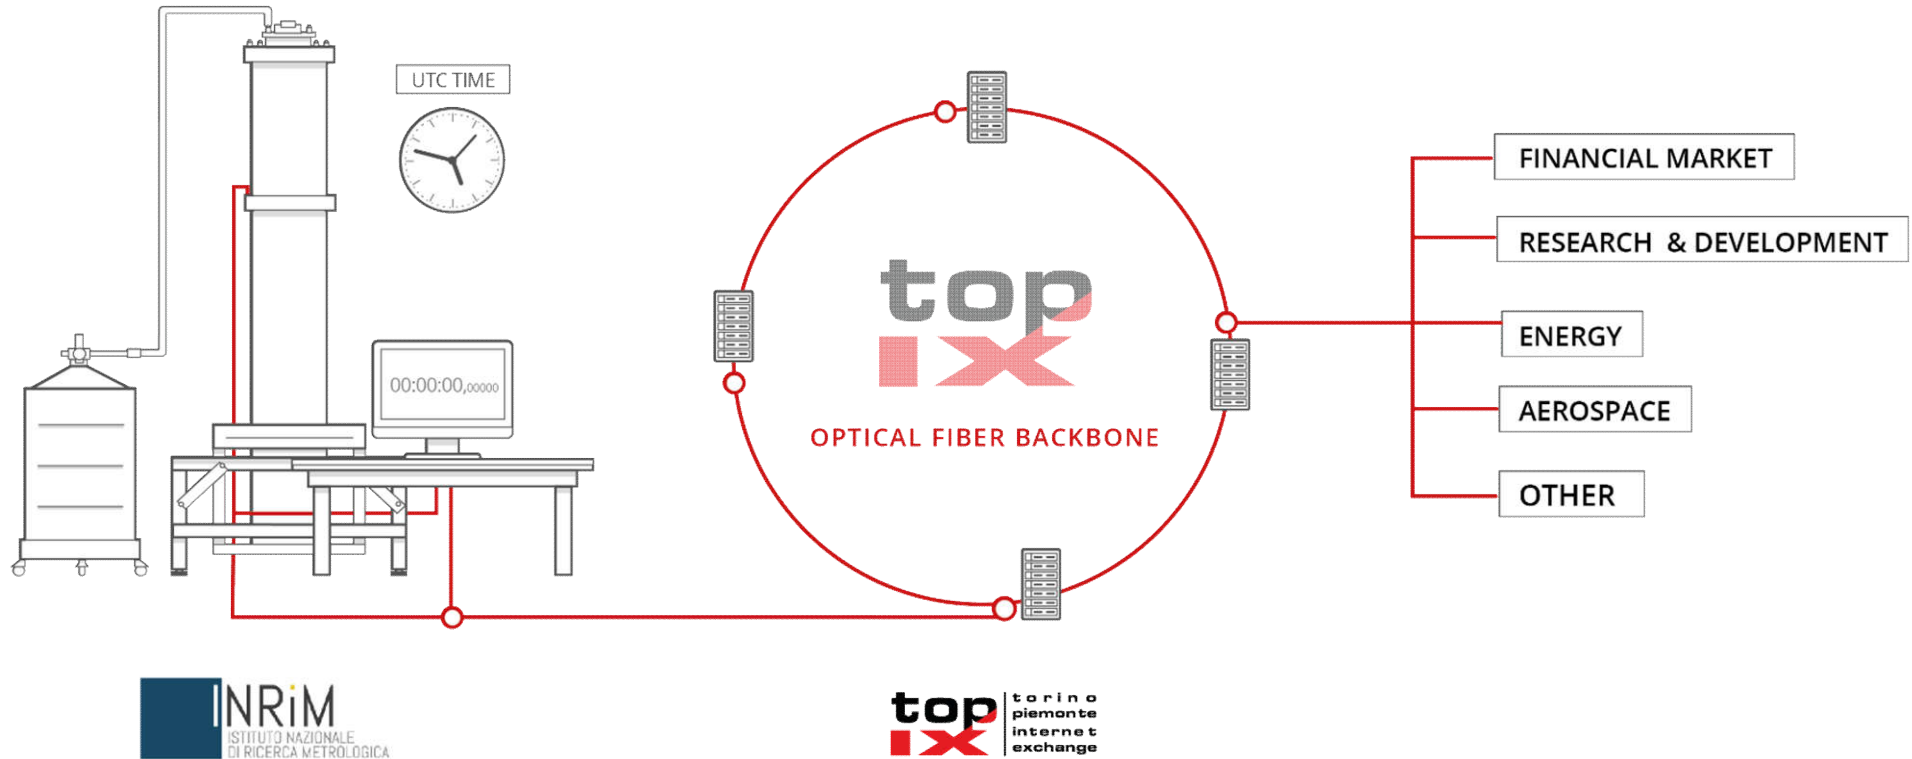 UTC TIME
00:00:00,00000
top
ix
OPTICAL FIBER BACKBONE
FINANCIAL MARKET
RESEARCH & DEVELOPMENT
ENERGY
AEROSPACE
OTHER
INRiM
ISTITUTO NAZIONALE
DI RICERCA METROLOGICA
top
ix
torino
piemonte
internet
exchange